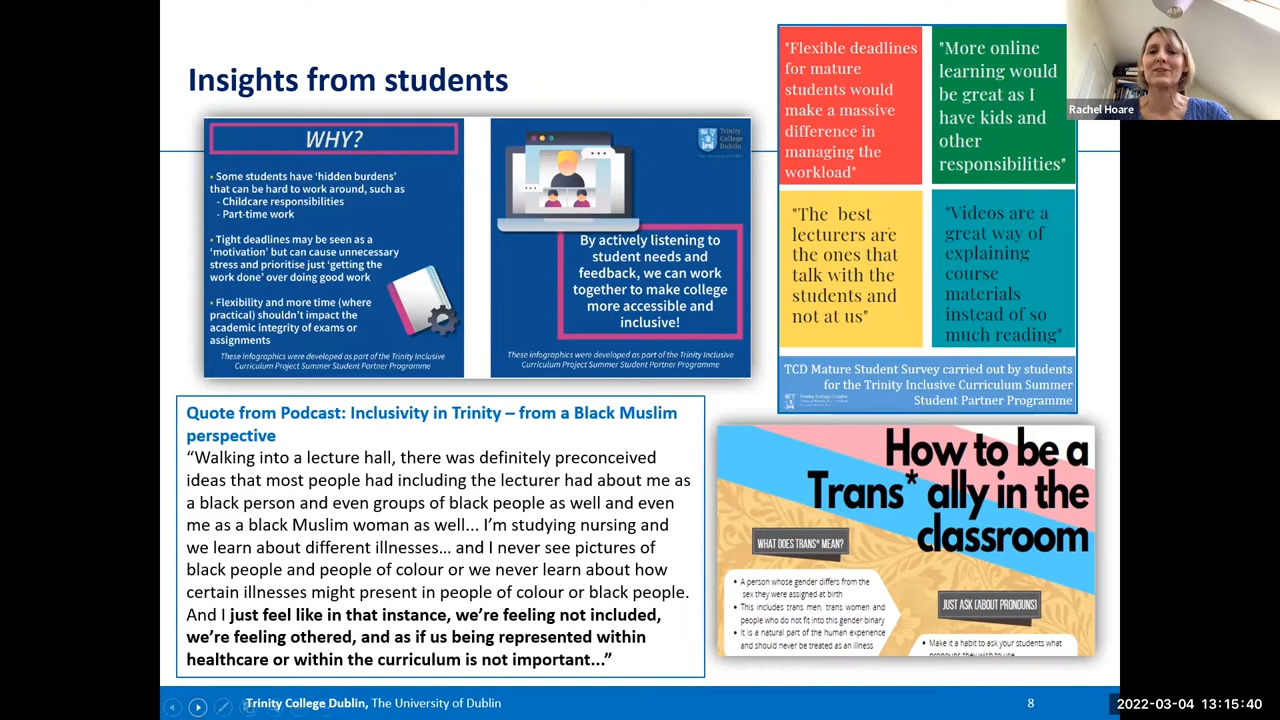 Insights from students
WHY?
• Some students have ‘hidden burdens’
that can be hard to work around, such as
- Childcare responsibilities
- Part-time work
• Tight deadlines may be seen as a
‘motivation’ but can cause unnecessary
stress and prioritise just ‘getting the
work done’ over doing good work
• Flexibility and more time (where
practical) shouldn’t impact the
academic integrity of exams or
assignments
These infographics were developed as part of the Trinity Inclusive
Curriculum Project Summer Student Partner Programme
Trinity
College
Dublin
By actively listening to
student needs and
feedback, we can work
together to make college
more accessible and
inclusive!
These infographics were developed as part of the Trinity Inclusive
Curriculum Project Summer Student Partner Programme
"Flexible deadlines
for mature
students would
make a massive
difference in
managing the
workload"
"More online
learning would
be great as I
have kids and
other
responsibilities"
"The best
lecturers are
the ones that
talk with the
students and
not at us"
"Videos are a
great way of
explaining
course
materials
instead of so
much reading"
TCD Mature Student Survey carried out by students
for the Trinity Inclusive Curriculum Summer
Student Partner Programme
Rachel Hoare
Quote from Podcast: Inclusivity in Trinity – from a Black Muslim
perspective
“Walking into a lecture hall, there was definitely preconceived
ideas that most people had including the lecturer had about me as
a black person and even groups of black people as well and even
me as a black Muslim woman as well... I’m studying nursing and
we learn about different illnesses… and I never see pictures of
black people and people of colour or we never learn about how
certain illnesses might present in people of colour or black people.
And I just feel like in that instance, we’re feeling not included,
we’re feeling othered, and as if us being represented within
healthcare or within the curriculum is not important...”
How to be a
Trans* ally in the
classroom
WHAT DOES TRANS* MEAN?
• A person whose gender differs from the
sex they were assigned at birth
• This includes trans men, trans women and
people who do not fit into this gender binary
• It is a natural part of the human experience
and should never be treated as an illness
JUST ASK (ABOUT PRONOUNS)
• Make it a habit to ask your students what
Trinity College Dublin, The University of Dublin
8
2022-03-04 13:15:40